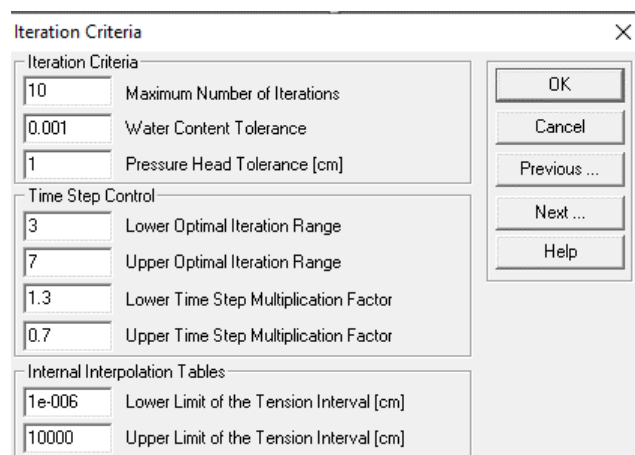 Iteration Criteria
Iteration Criteria
10 Maximum Number of Iterations
0.001 Water Content Tolerance
1 Pressure Head Tolerance [cm]
Time Step Control
3 Lower Optimal Iteration Range
7 Upper Optimal Iteration Range
1.3 Lower Time Step Multiplication Factor
0.7 Upper Time Step Multiplication Factor
Internal Interpolation Tables
1e-006 Lower Limit of the Tension Interval [cm]
10000 Upper Limit of the Tension Interval [cm]
OK
Cancel
Previous ...
Next ...
Help